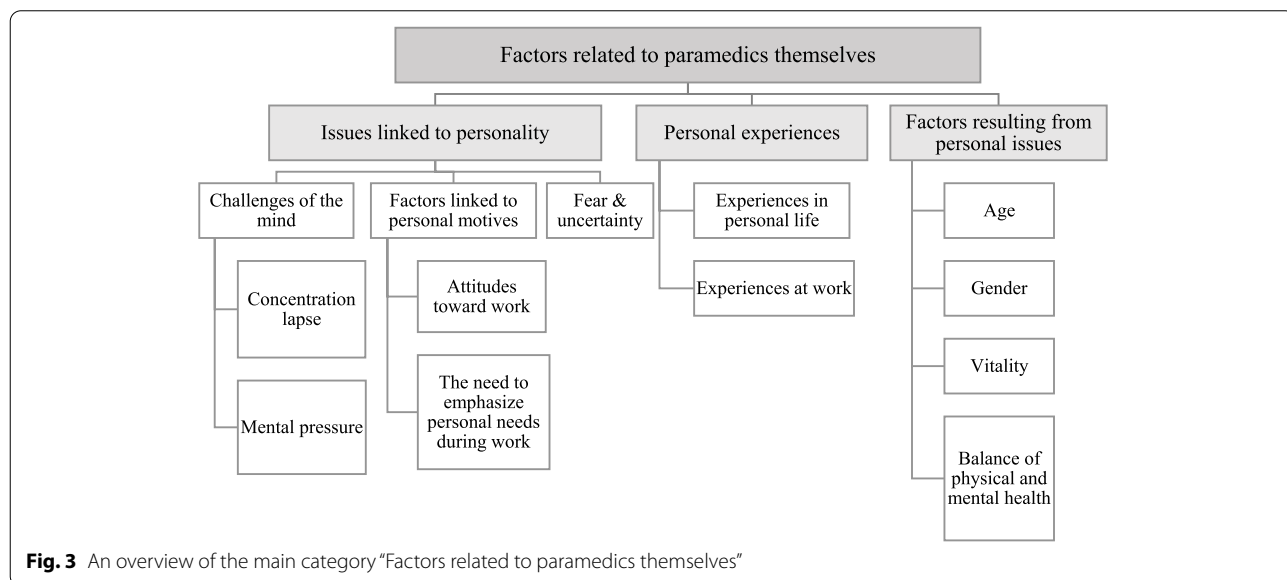 Factors related to paramedics themselves
Issues linked to personality
Challenges of the
mind
Concentration
lapse
Mental pressure
Factors linked to
personal motives
Attitudes
toward work
The need to
emphasize
personal needs
during work
Fear &
uncertainty
Personal experiences
Experiences in
personal life
Experiences at work
Factors resulting from
personal issues
Age
Gender
Vitality
Balance of
physical and
mental health
Fig. 3 An overview of the main category “Factors related to paramedics themselves”